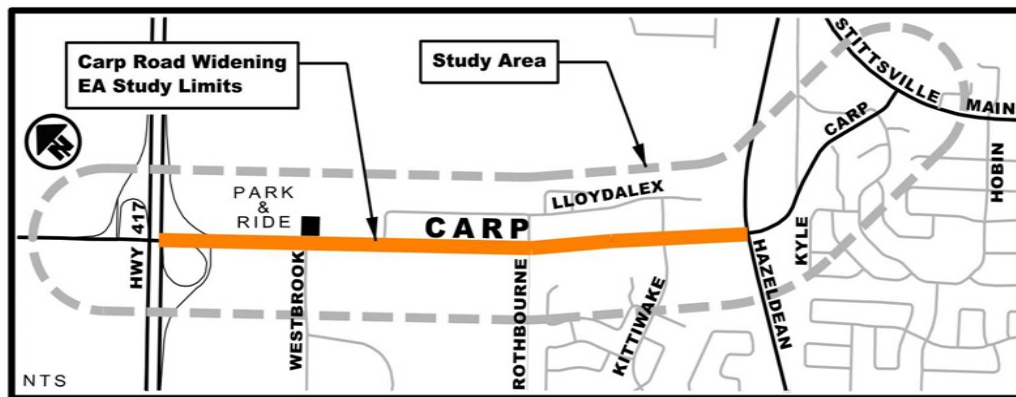 Carp Road Widening
EA Study Limits
Study Area
STITTSVILLE
MAIN
CARP
HOBIN
N
PARK
&
RIDE
HWY 417
CARP
LLOYDALEX
KYLE
WESTBROOK
ROTHBOURNE
KITTIWAKE
HAZELDEAN
NTS